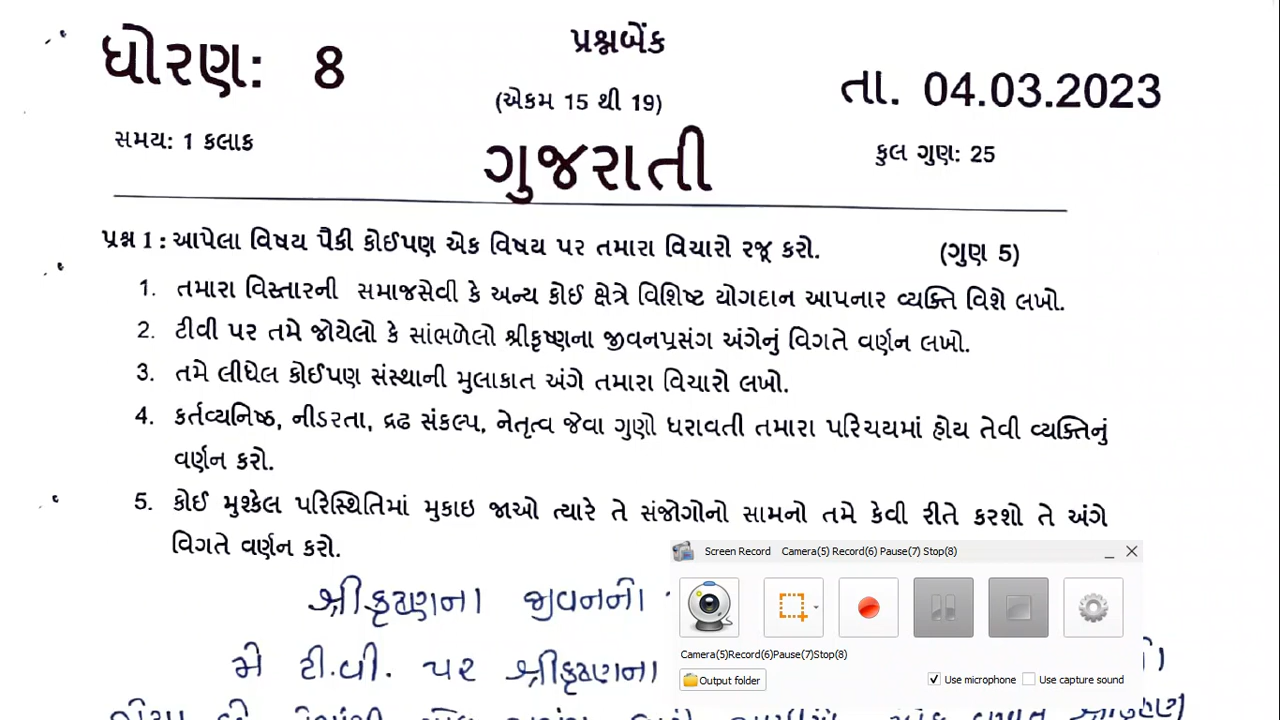 પ્રશ્નબેંક
ધોરણ: 8
(એકમ 15 થી 19)
તા. 04.03.2023
સમય: 1 કલાક
ગુજરાતી
કુલ ગુણ: 25
પ્રશ્ન 1 : આપેલા વિષય પૈકી કોઈપણ એક વિષય પર તમારા વિચારો રજૂ કરો. (ગુણ 5)
1. તમારા વિસ્તારની સમાજસેવી કે અન્ય કોઈ ક્ષેત્રે વિશિષ્ટ યોગદાન આપનાર વ્યક્તિ વિશે લખો.
2. ટીવી પર તમે જોયેલો કે સાંભળેલો શ્રીકૃષ્ણના જીવનપ્રસંગ અંગેનું વિગતે વર્ણન લખો.
3. તમે લીધેલ કોઈપણ સંસ્થાની મુલાકાત અંગે તમારા વિચારો લખો.
4. કર્તવ્યનિષ્ઠ, નીડરતા, દ્રઢ સંકલ્પ, નેતૃત્વ જેવા ગુણો ધરાવતી તમારા પરિચયમાં હોય તેવી વ્યક્તિનું
વર્ણન કરો.
5. કોઈ મુશ્કેલ પરિસ્થિતિમાં મુકાઇ જાઓ ત્યારે તે સંજોગોનો સામનો તમે કેવી રીતે કરશો તે અંગે
વિગતે વર્ણન કરો.
શ્રીકૃષ્ણના જીવનની
મે ટી.વી. પર શ્રીકૃષ્ણના
Screen Record Camera(5) Record(6) Pause(7) Stop(8)
Camera(5)Record(6)Pause(7)Stop(8)
Output folder
Use microphone
Use capture sound